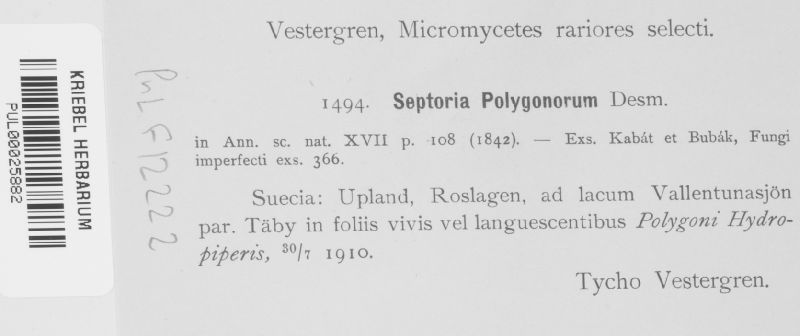 Vestergren, Micromycetes rariores selecti.
1494. Septoria Polygonorum Desm.
in Ann. sc. nat. XVII p. 108 (1842). — Exs. Kabát et Bubák, Fungi
imperfecti exs. 366.
Suecia: Upland, Roslagen, ad lacum Vallentunasjön
par. Täby in foliis vivis vel languescentibus Polygoni Hydro-
piperis, 30/7 1910.
Tycho Vestergren.
KRIEBEL HERBARIUM
PUL00025882
PUL F12222